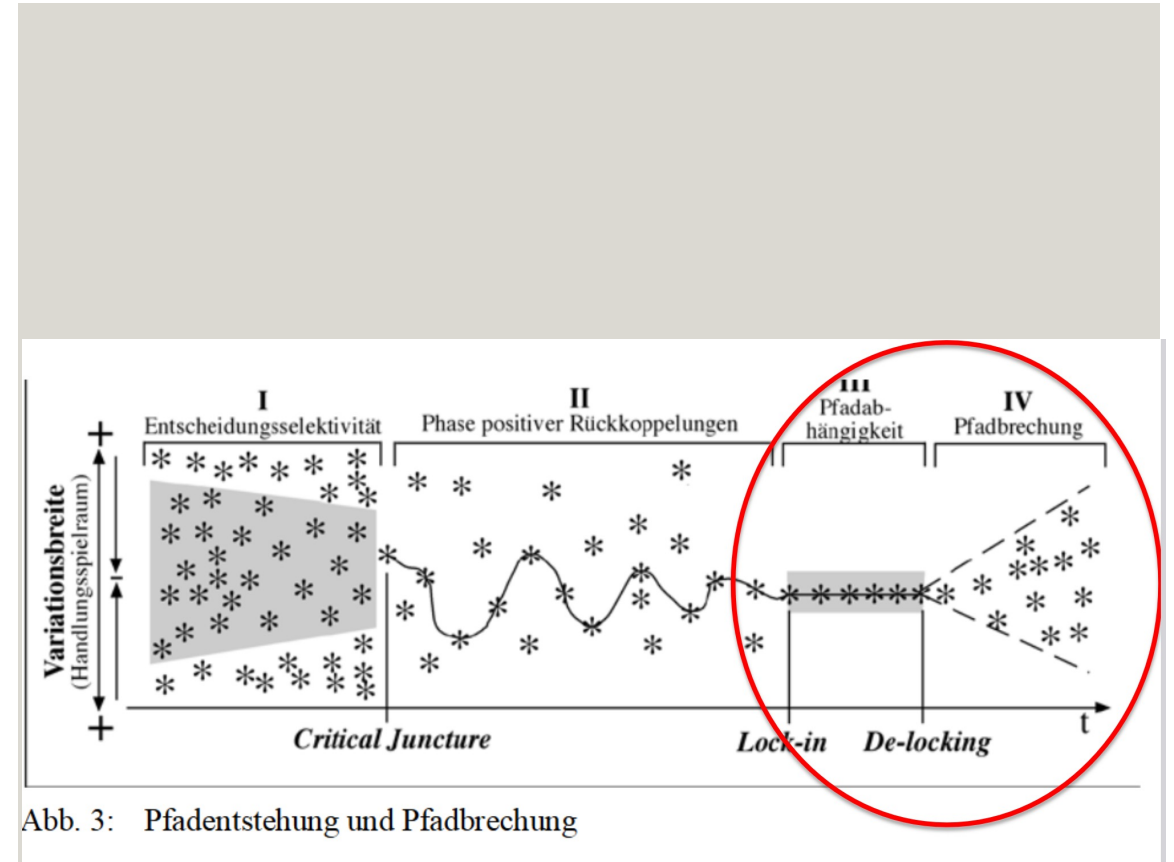 I
Entscheidungsselektivität
II
Phase positiver Rückkoppelungen
III
Pfadab-
hängigkeit
IV
Pfadbrechung
+
Variationsbreite
(Handlungsspielraum)
-
+
t
Critical Juncture
Lock-in
De-locking
Abb. 3: Pfadentstehung und Pfadbrechung